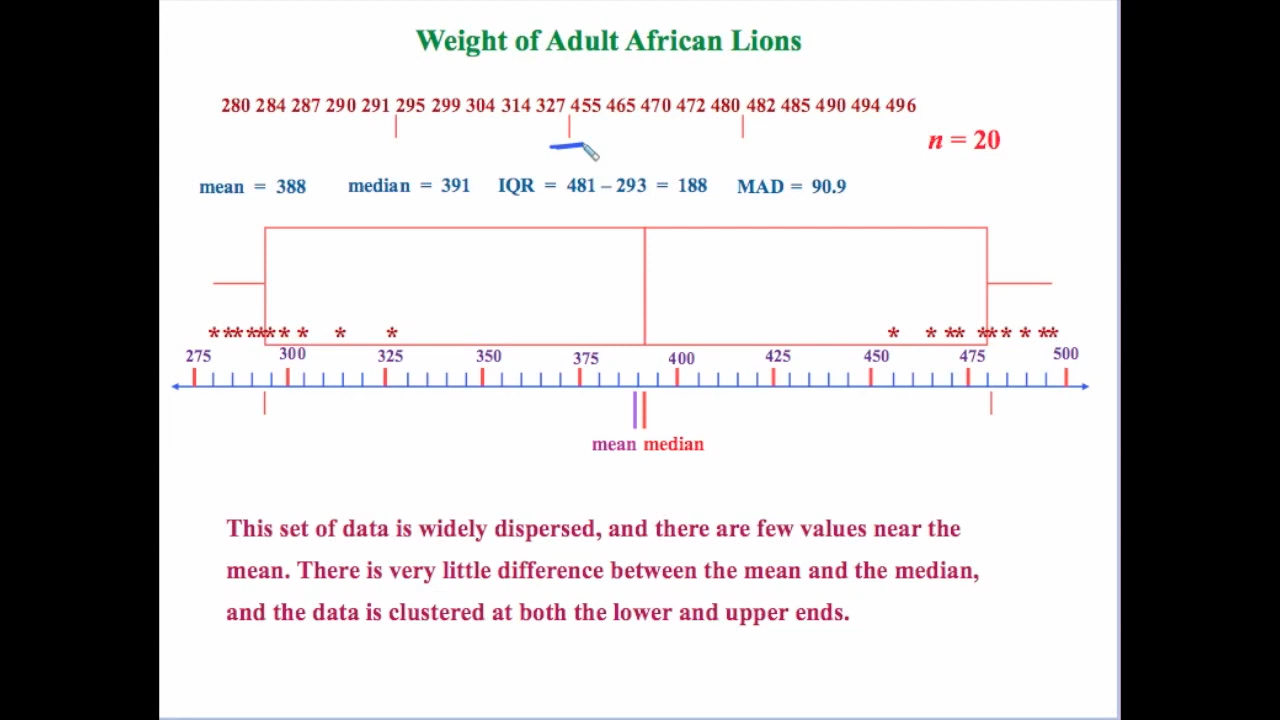 Weight of Adult African Lions
280 284 287 290 291 295 299 304 314 327 455 465 470 472 480 482 485 490 494 496
n = 20
mean = 388 median = 391 IQR = 481 – 293 = 188 MAD = 90.9
* * * * * * * * * * * * * * * * * * * *
275 300 325 350 375 400 425 450 475 500
mean median
This set of data is widely dispersed, and there are few values near the
mean. There is very little difference between the mean and the median,
and the data is clustered at both the lower and upper ends.